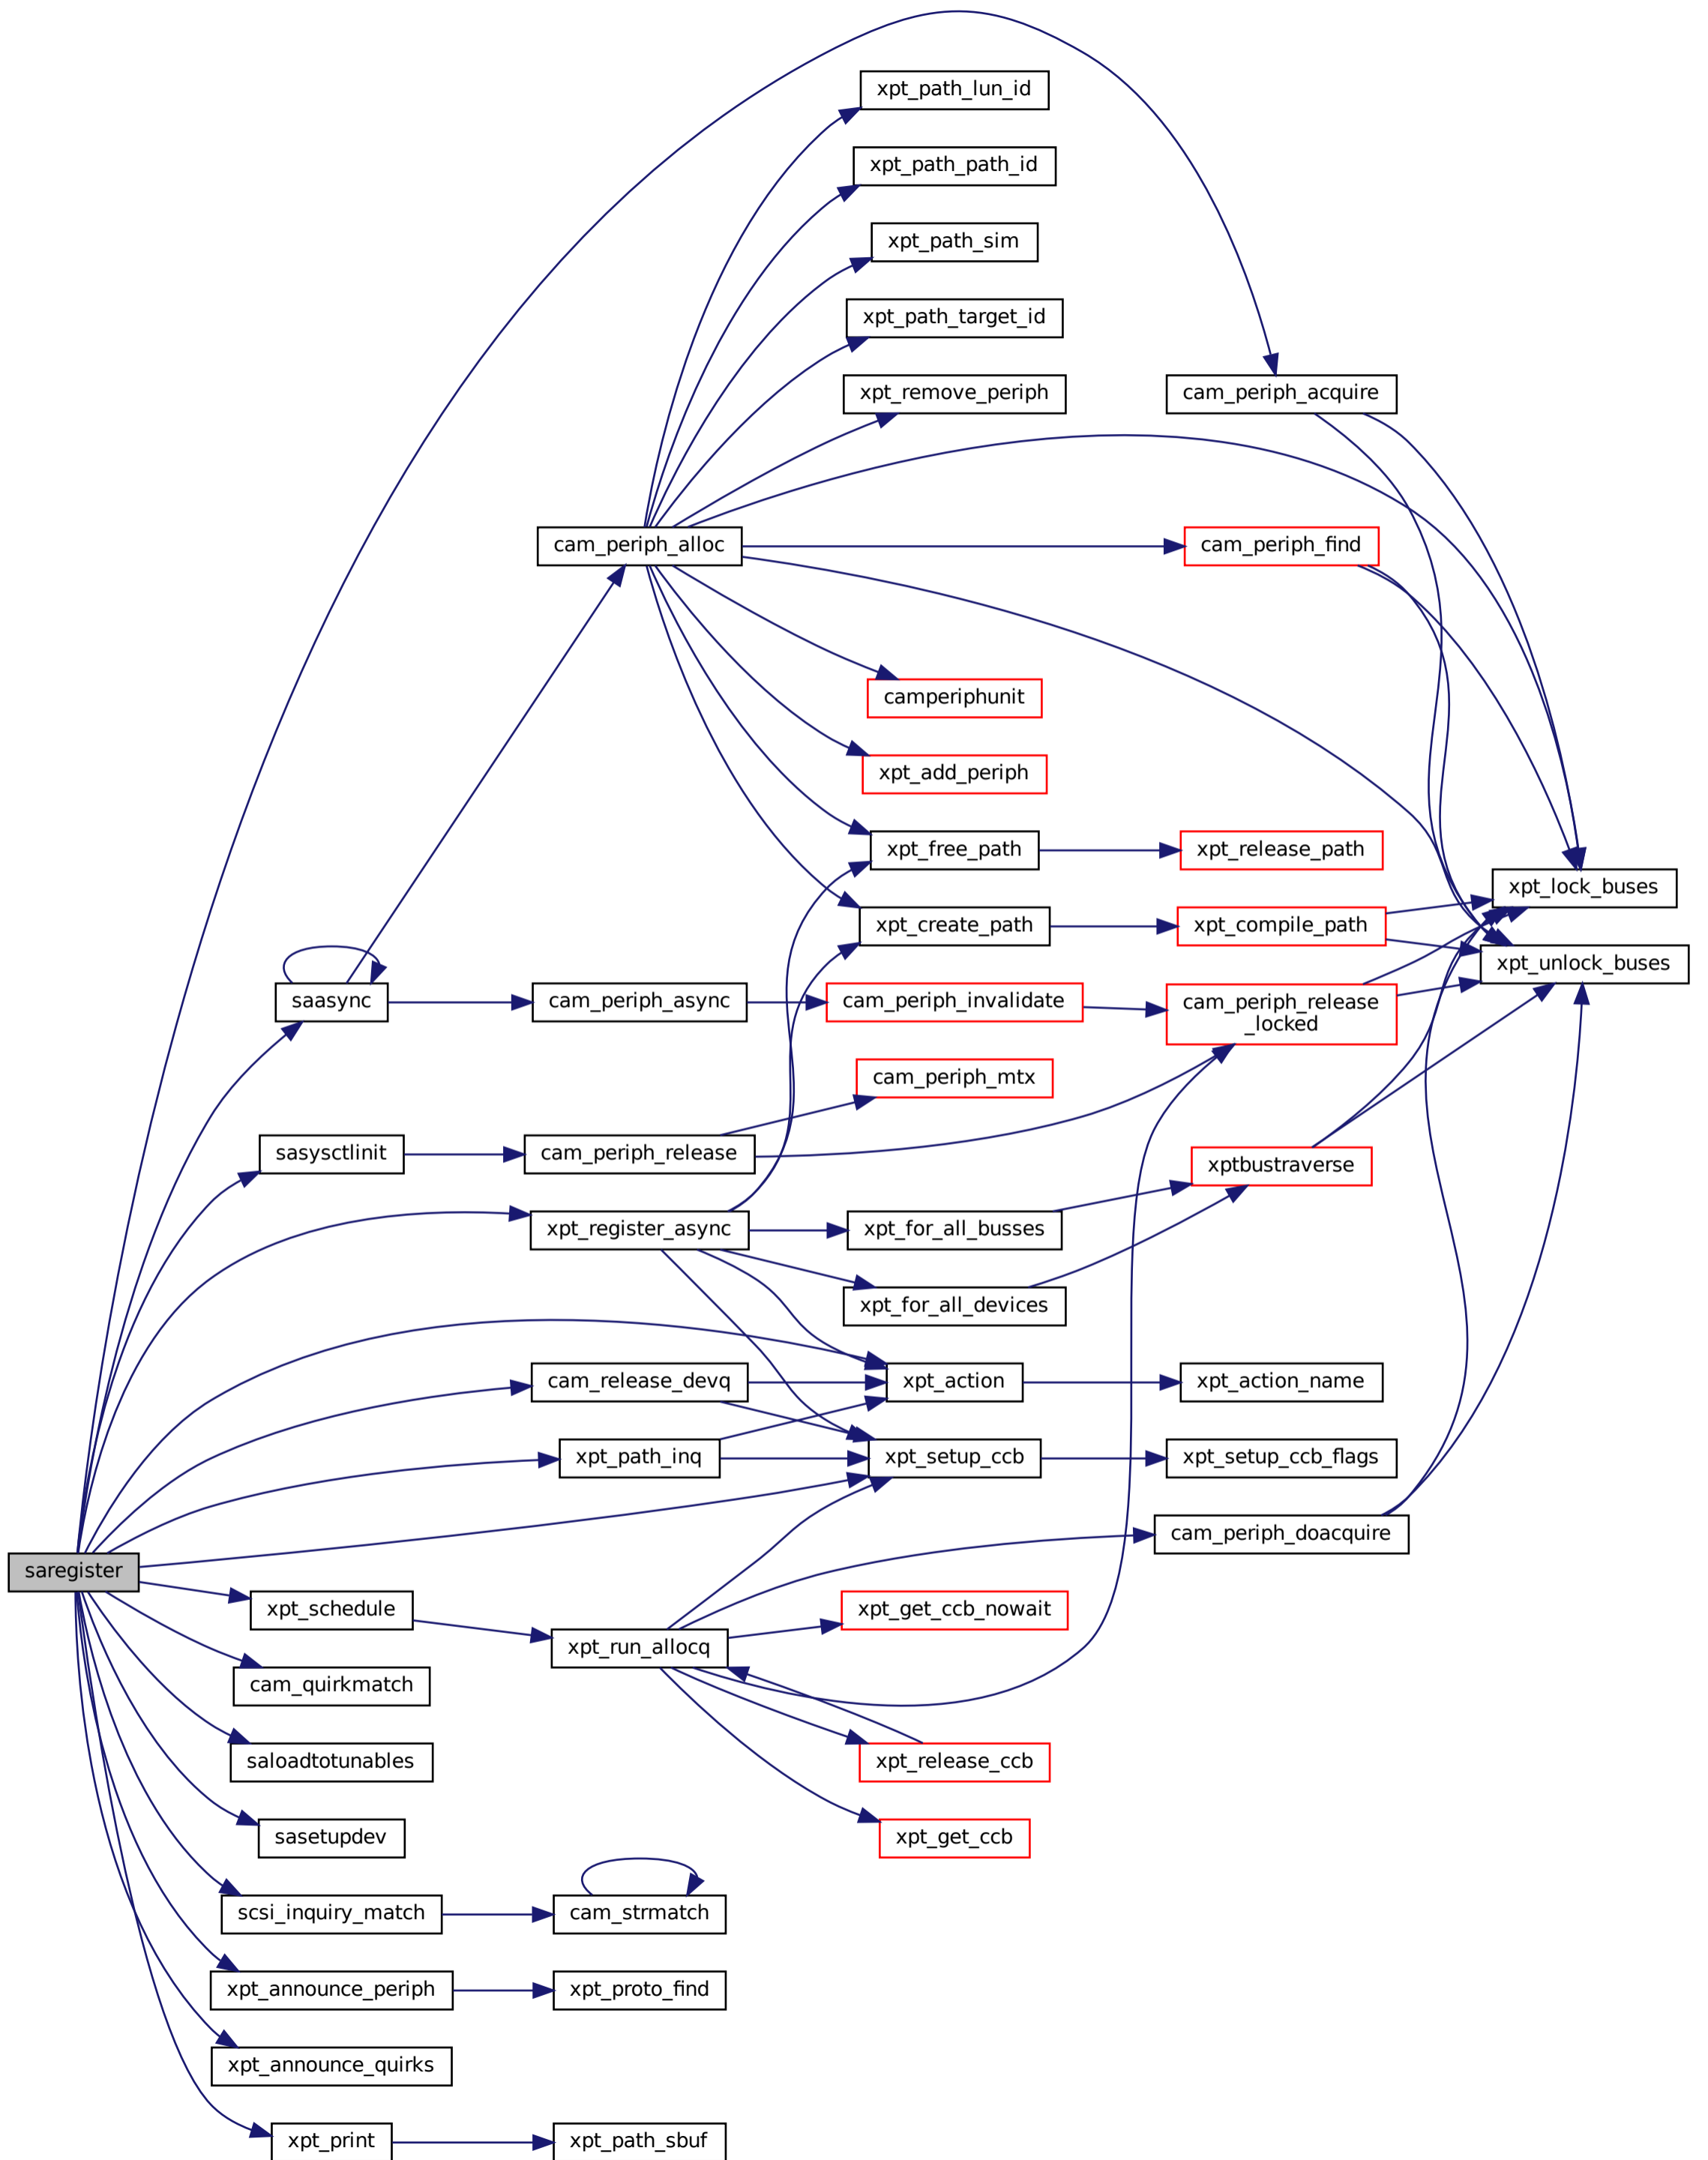 xpt_path_lun_id
xpt_path_path_id
xpt_path_sim
xpt_path_target_id
xpt_remove_periph
cam_periph_acquire
cam_periph_alloc
cam_periph_find
camperiphunit
xpt_add_periph
xpt_free_path
xpt_release_path
xpt_lock_buses
xpt_create_path
xpt_compile_path
xpt_unlock_buses
saasync
cam_periph_async
cam_periph_invalidate
cam_periph_release
_locked
cam_periph_mtx
sasysctlinit
cam_periph_release
xptbustraverse
xpt_register_async
xpt_for_all_busses
xpt_for_all_devices
cam_release_devq
xpt_action
xpt_action_name
xpt_path_inq
xpt_setup_ccb
xpt_setup_ccb_flags
cam_periph_doacquire
saregister
xpt_schedule
xpt_get_ccb_nowait
xpt_run_allocq
cam_quirkmatch
saloadtotunables
xpt_release_ccb
sasetupdev
xpt_get_ccb
scsi_inquiry_match
cam_strmatch
xpt_announce_periph
xpt_proto_find
xpt_announce_quirks
xpt_print
xpt_path_sbuf